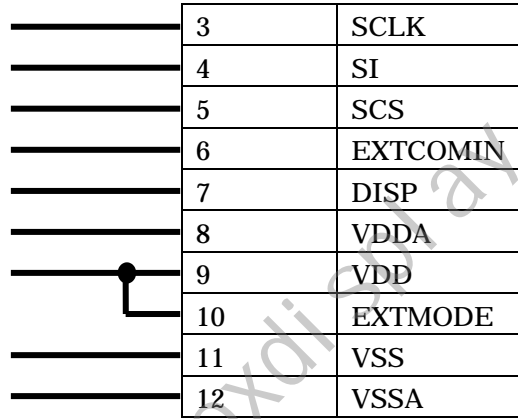 3 SCLK
4 SI
5 SCS
6 EXTCOMIN
7 DISP
8 VDDA
9 VDD
10 EXTMODE
11 VSS
12 VSSA